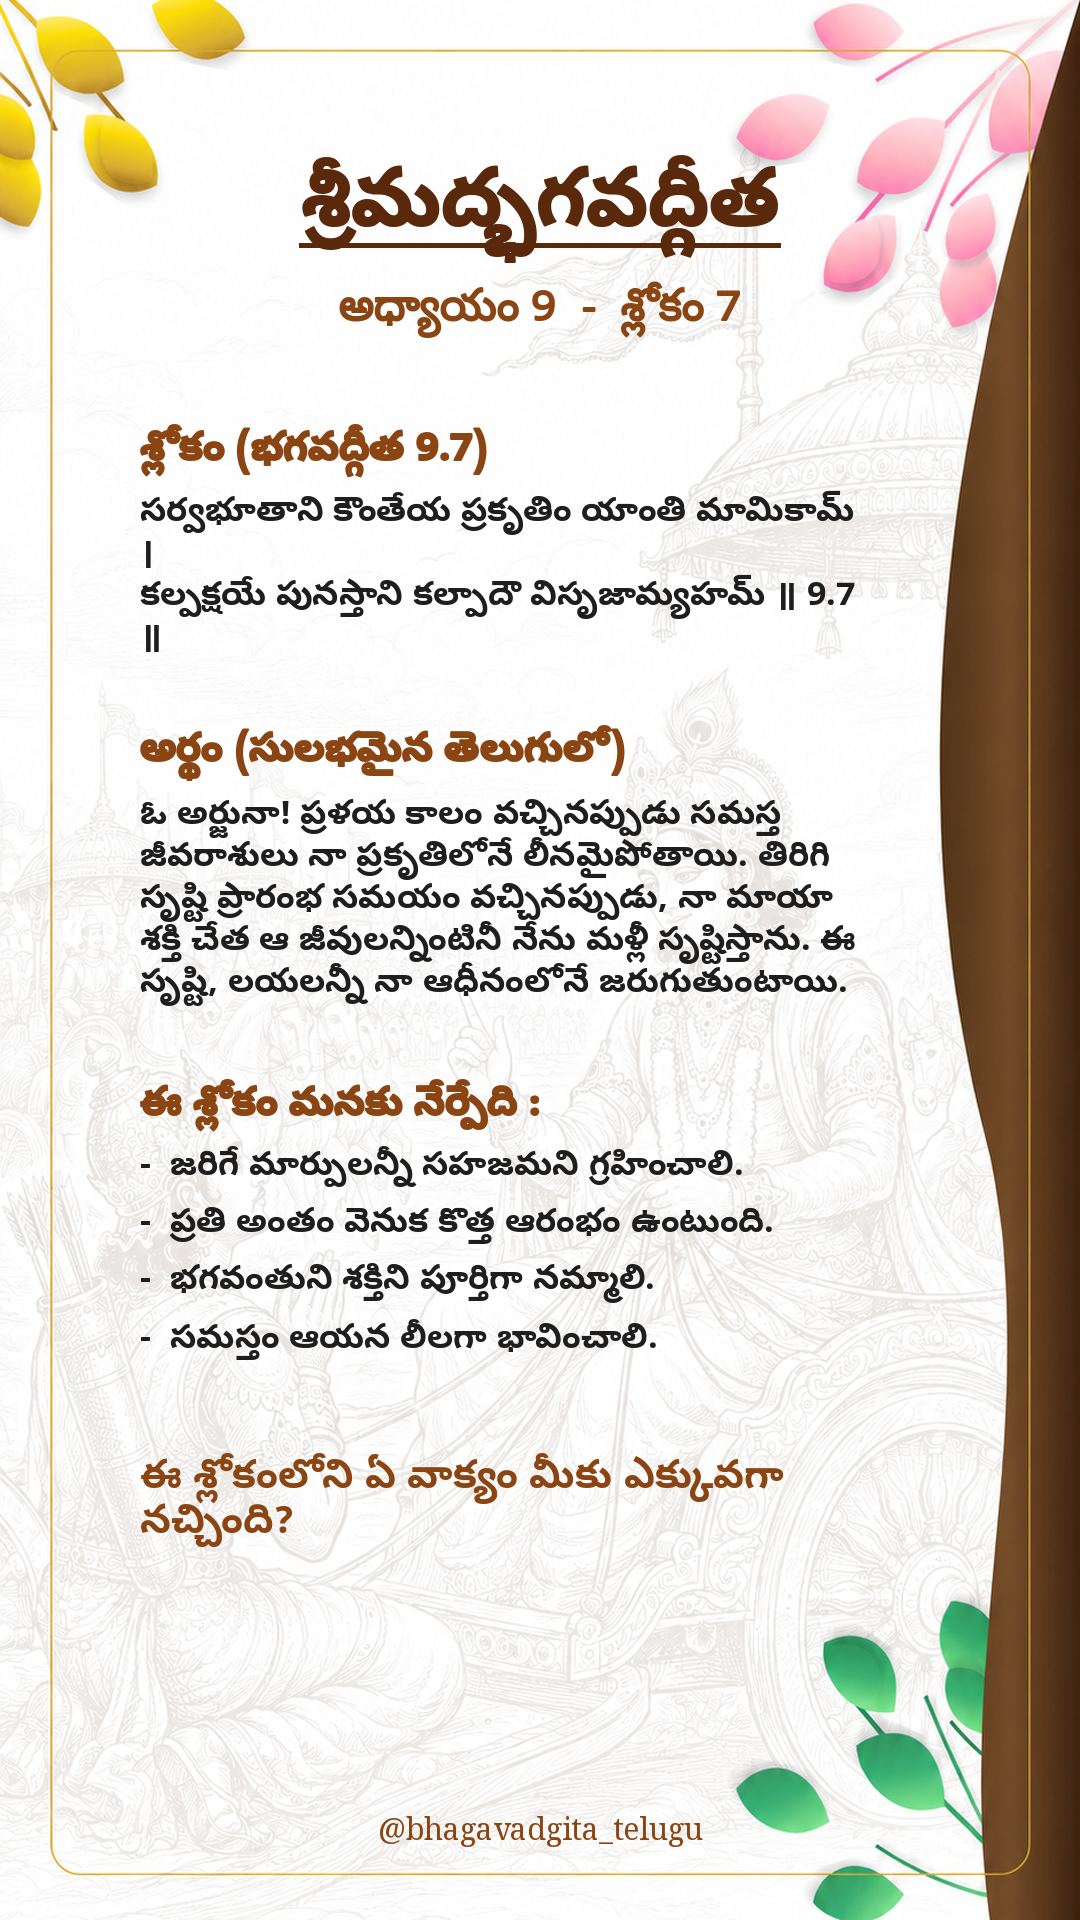 శ్రీమద్భగవద్గీత
అధ్యాయం 9 - శ్లోకం 7
శ్లోకం (భగవద్గీత 9.7)
సర్వభూతాని కౌంతేయ ప్రకృతిం యాంతి మామికామ్
|
కల్పక్షయే పునస్తాని కల్పాదౌ విసృజామ్యహమ్ || 9.7
||
అర్థం (సులభమైన తెలుగులో)
ఓ అర్జునా! ప్రళయ కాలం వచ్చినప్పుడు సమస్త
జీవరాశులు నా ప్రకృతిలోనే లీనమైపోతాయి. తిరిగి
సృష్టి ప్రారంభ సమయం వచ్చినప్పుడు, నా మాయా
శక్తి చేత ఆ జీవులన్నింటినీ నేను మళ్లీ సృష్టిస్తాను. ఈ
సృష్టి, లయలన్నీ నా ఆధీనంలోనే జరుగుతుంటాయి.
ఈ శ్లోకం మనకు నేర్పేది :
- జరిగే మార్పులన్నీ సహజమని గ్రహించాలి.
- ప్రతి అంతం వెనుక కొత్త ఆరంభం ఉంటుంది.
- భగవంతుని శక్తిని పూర్తిగా నమ్మాలి.
- సమస్తం ఆయన లీలగా భావించాలి.
ఈ శ్లోకంలోని ఏ వాక్యం మీకు ఎక్కువగా
నచ్చింది?
@bhagavadgita_telugu